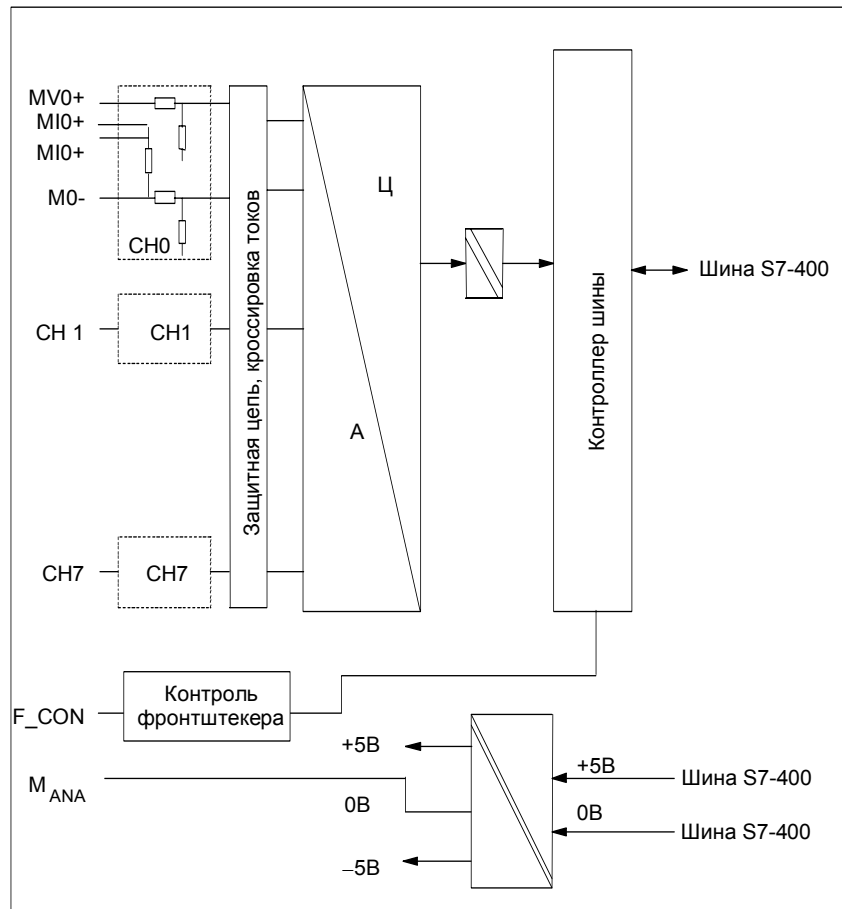 MV0+
MI0+
MI0+
M0-
CH0
CH 1
CH1
CH7
CH7
Защитная цепь, кроссировка токов
Ц
А
Контроллер шины
Шина S7-400
F_CON
Контроль
фронтштекера
M ANA
+5В
0В
–5В
+5В
Шина S7-400
0В
Шина S7-400